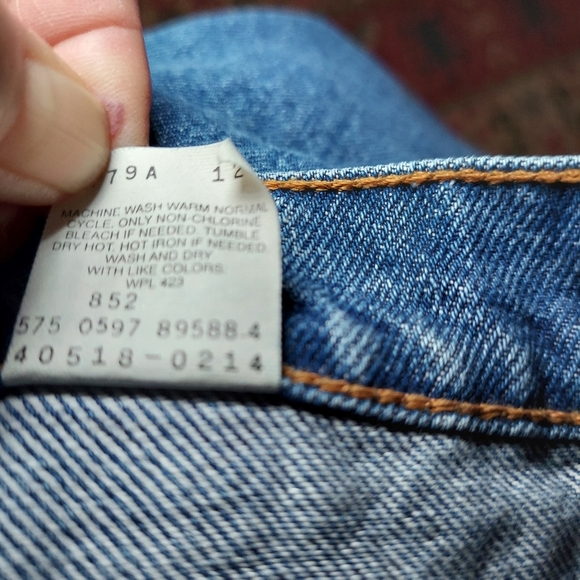 79A 12
MACHINE WASH WARM NORMAL
CYCLE. ONLY NON-CHLORINE
BLEACH IF NEEDED. TUMBLE
DRY HOT. HOT IRON IF NEEDED.
WASH AND DRY
WITH LIKE COLORS.
WPL 423
852
575 0597 89588.4
40518-0214